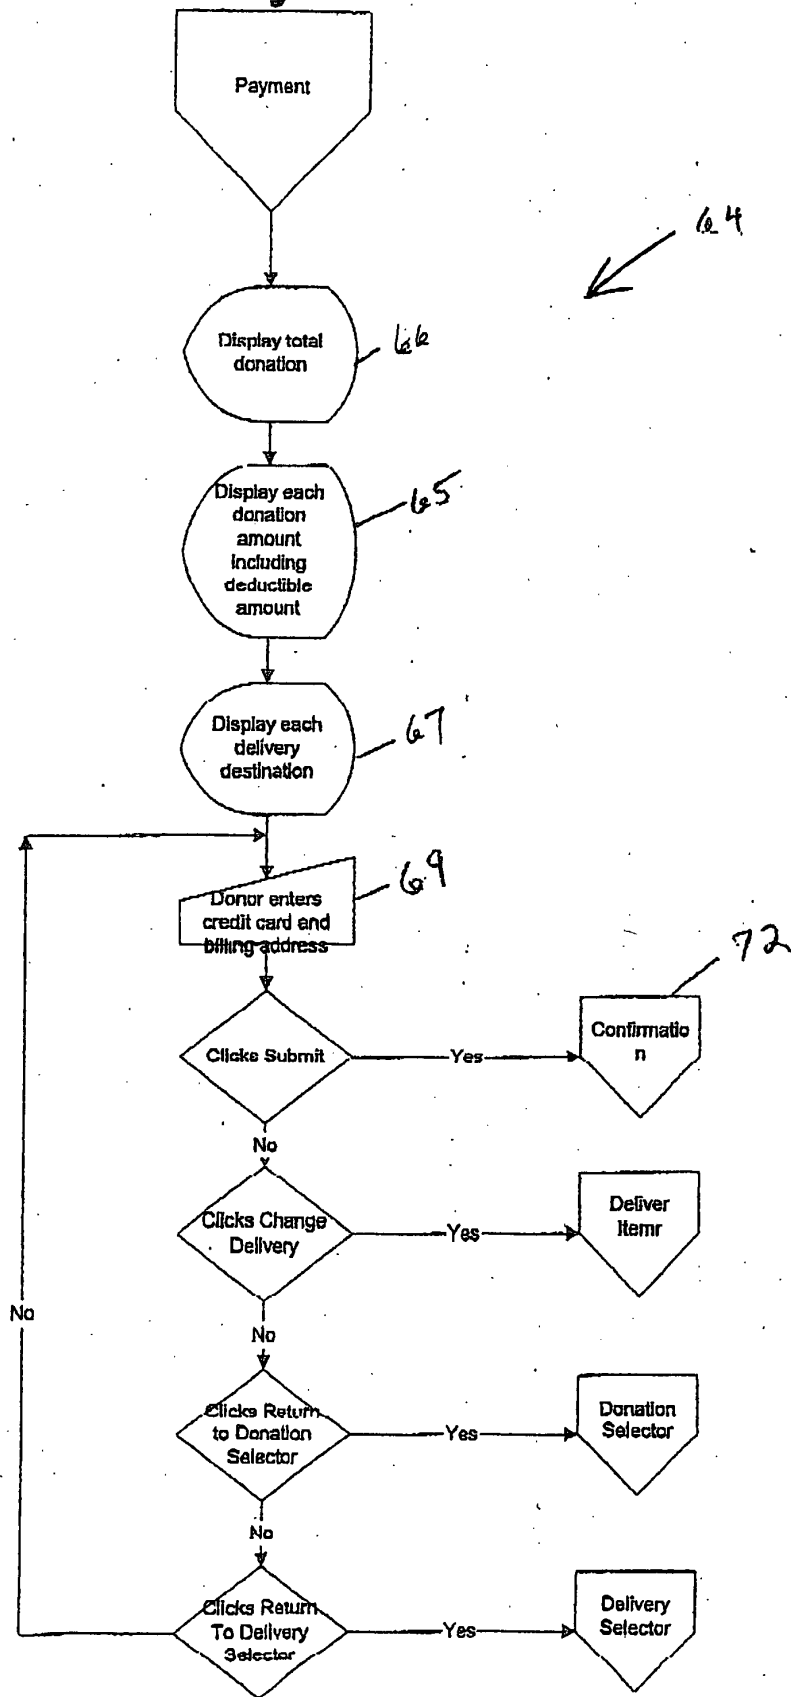 Payment
64
Display total
donation
66
Display each
donation
amount
including
deductible
amount
65
Display each
delivery
destination
67
Donor enters
credit card and
billing address
69
72
Clicks Submit
Yes
Confirmatio
n
No
Clicks Change
Delivery
Yes
Deliver
Itemr
No
No
Clicks Return
to Donation
Selector
Yes
Donation
Selector
No
Clicks Return
To Delivery
Selector
Yes
Delivery
Selector